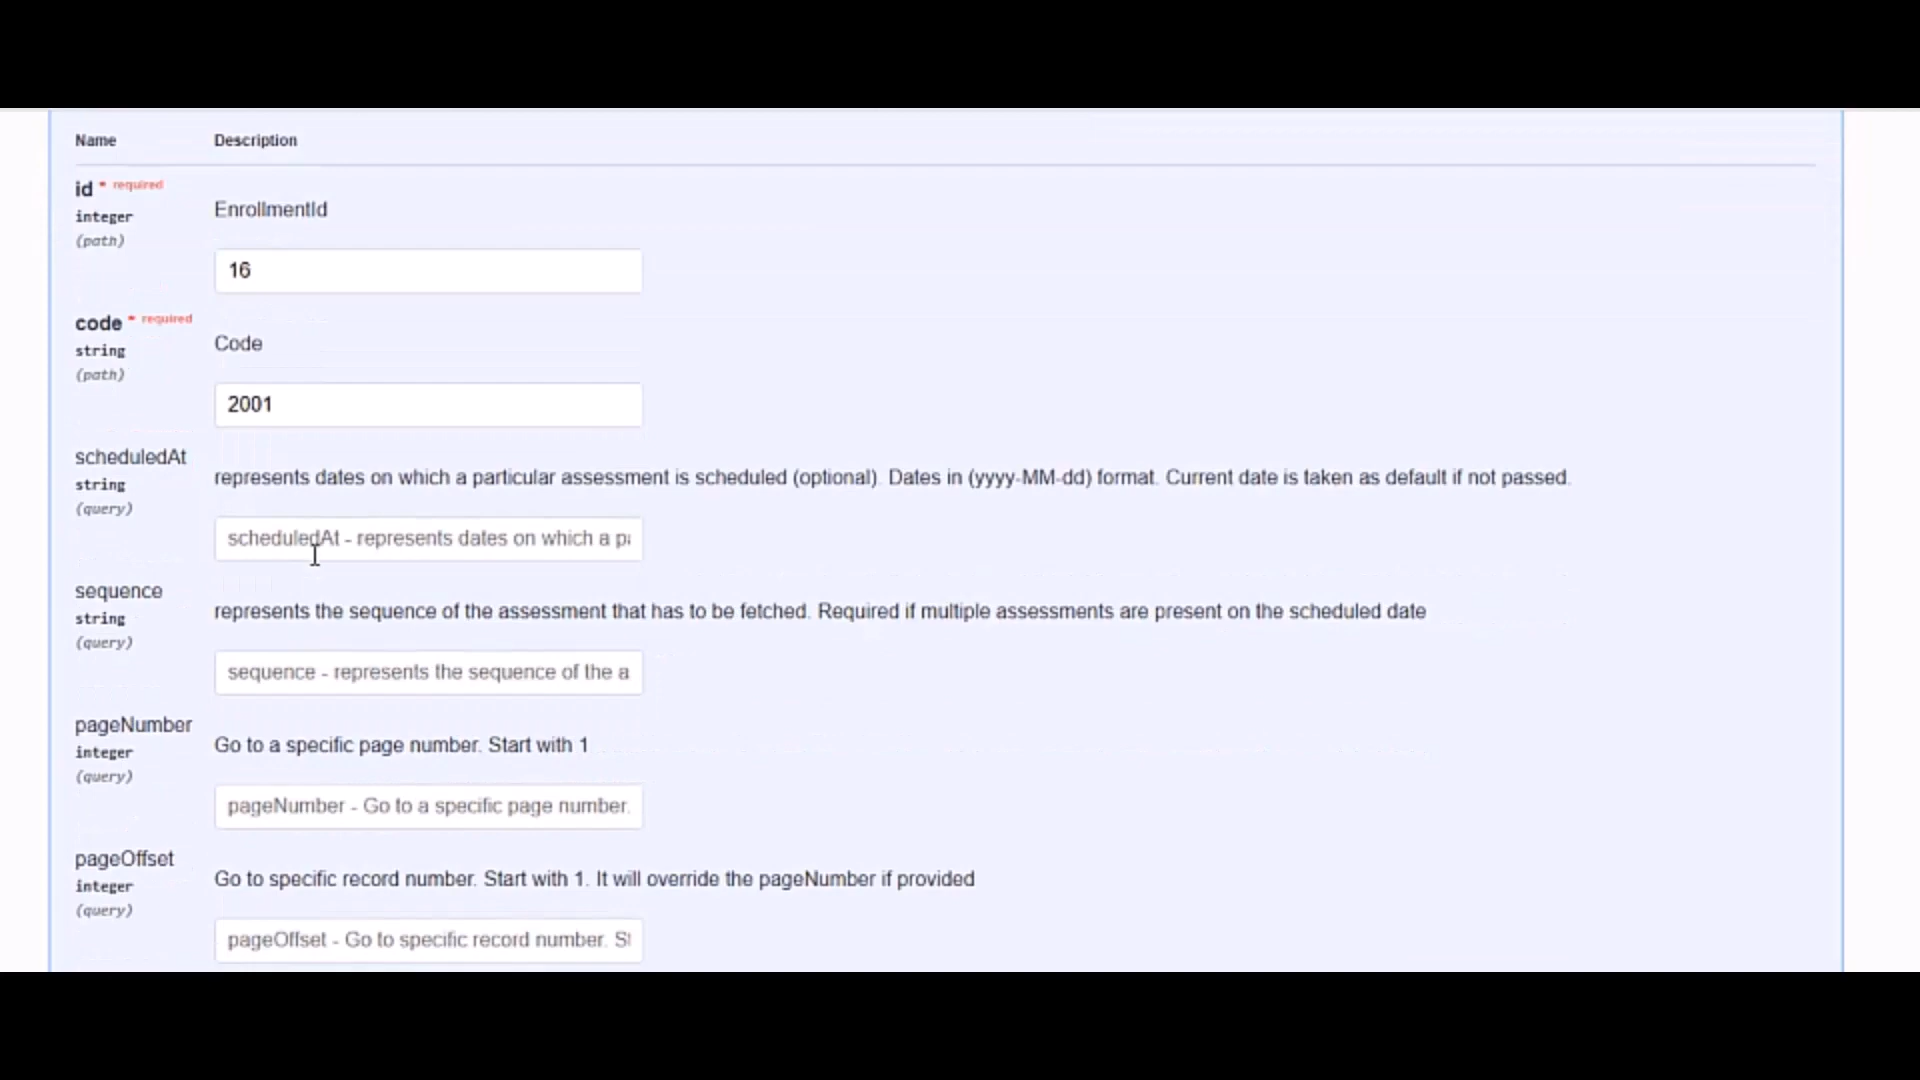 Name Description
id * required
integer
(path)
EnrollmentId
16
code * required
string
(path)
Code
2001
scheduledAt
string
(query)
represents dates on which a particular assessment is scheduled (optional). Dates in (yyyy-MM-dd) format. Current date is taken as default if not passed.
scheduledAt - represents dates on which a pa
sequence
string
(query)
represents the sequence of the assessment that has to be fetched. Required if multiple assessments are present on the scheduled date
sequence - represents the sequence of the a
pageNumber
integer
(query)
Go to a specific page number. Start with 1
pageNumber - Go to a specific page number.
pageOffset
integer
(query)
Go to specific record number. Start with 1. It will override the pageNumber if provided
pageOffset - Go to specific record number. St